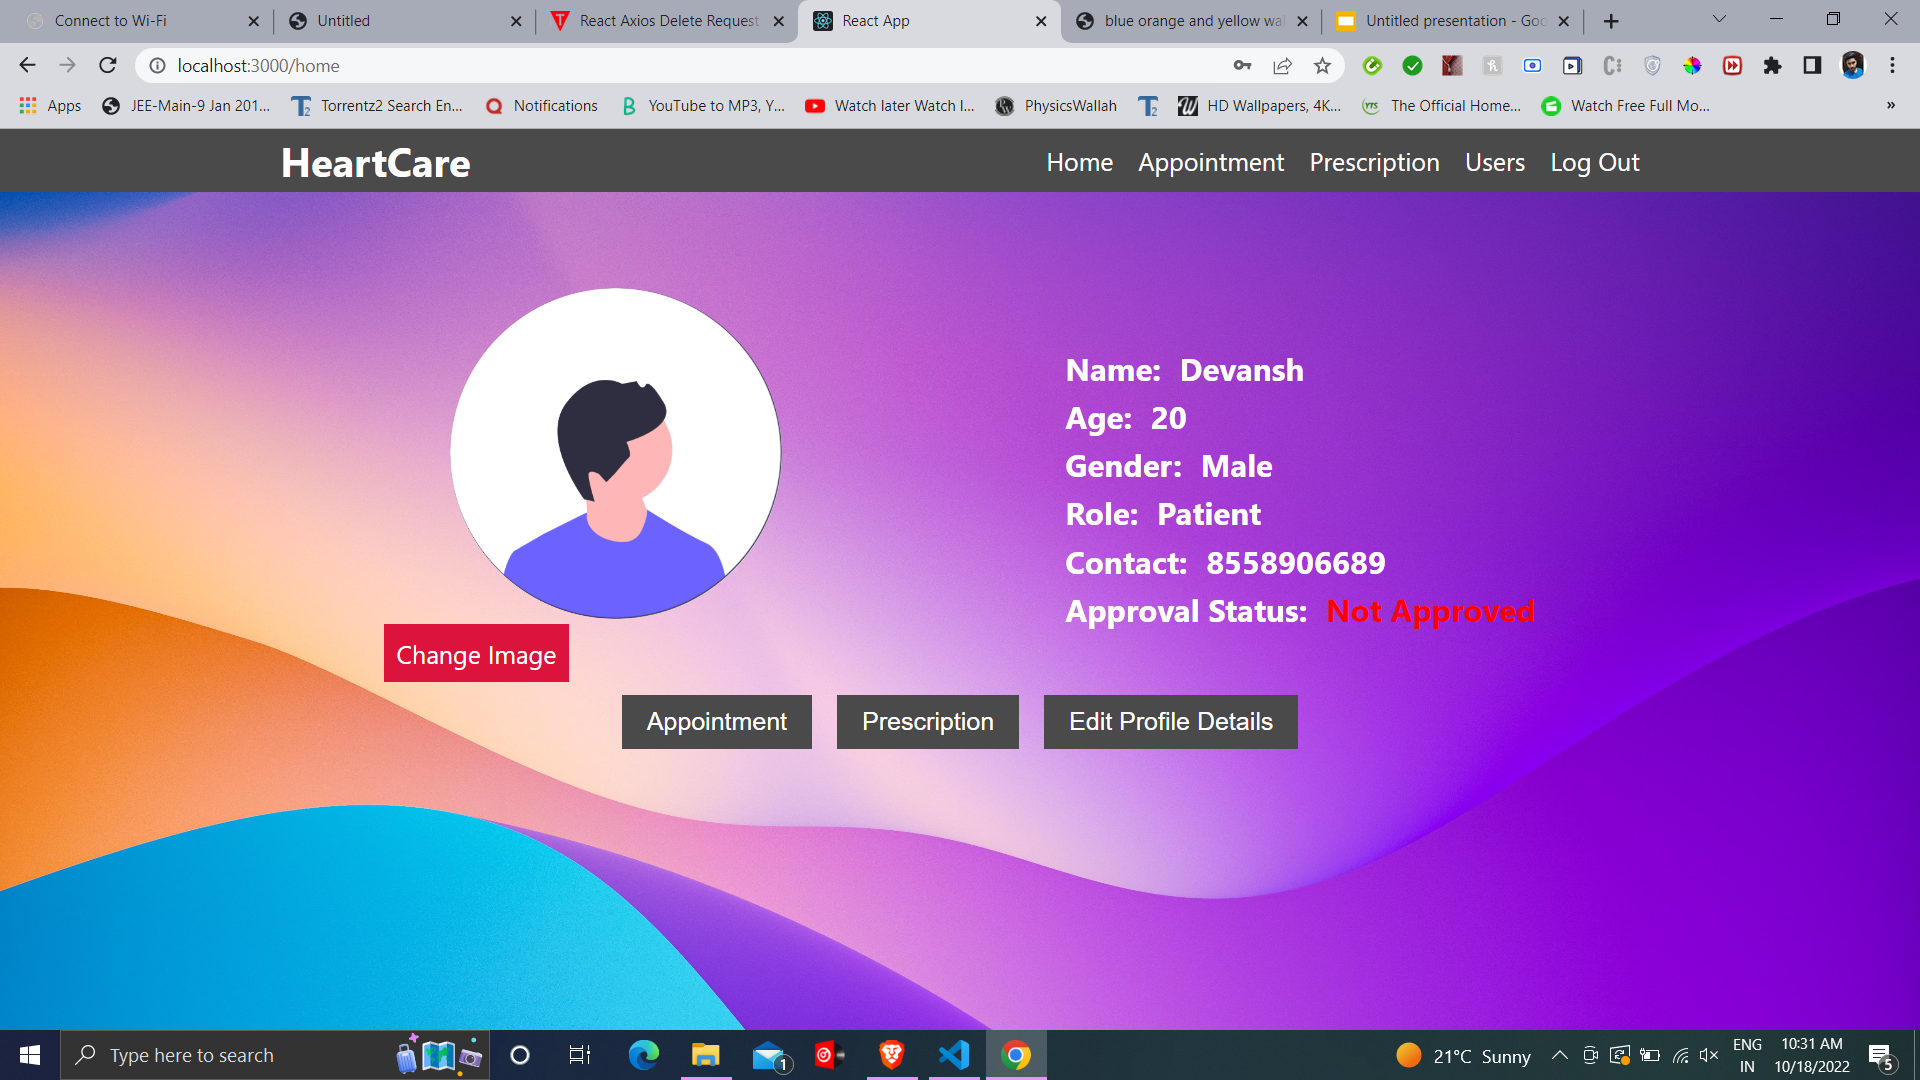 Connect to Wi-Fi
Untitled
React Axios Delete Request
React App
blue orange and yellow wal
Untitled presentation - Goo
localhost:3000/home
Apps
JEE-Main-9 Jan 201...
Torrentz2 Search En...
Notifications
YouTube to MP3, Y...
Watch later Watch l...
PhysicsWallah
HD Wallpapers, 4K...
The Official Home...
Watch Free Full Mo...
»
HeartCare
Home
Appointment
Prescription
Users
Log Out
Name: Devansh
Age: 20
Gender: Male
Role: Patient
Contact: 8558906689
Approval Status: Not Approved
Change Image
Appointment
Prescription
Edit Profile Details
Type here to search
1
21°C Sunny
ENG
IN
10:31 AM
10/18/2022
5